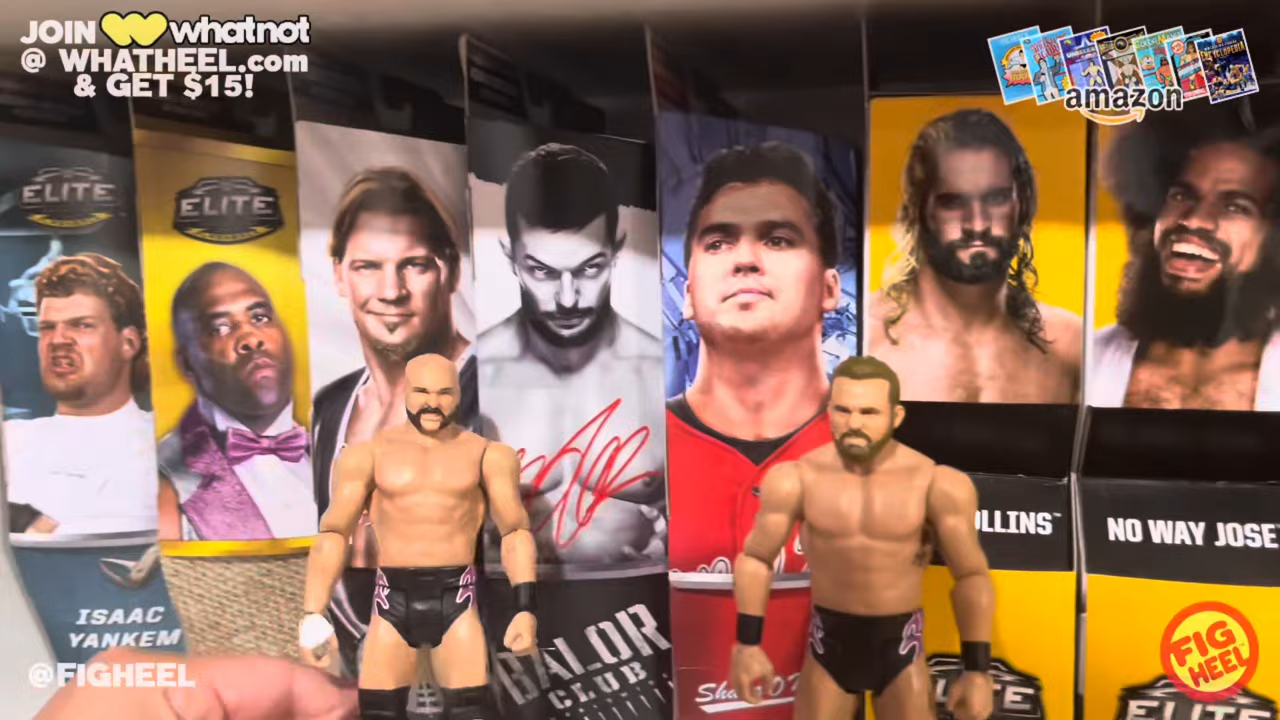 JOIN whatnot
@ WHATHEEL.com
& GET $15!
amazon
ELITE
ELITE
OLLINS™
NO WAY JOSE
ISAAC
YANKEM
BALOR
CLUB
@FIGHEEL
FIG
HEEL
ELITE
ELITE